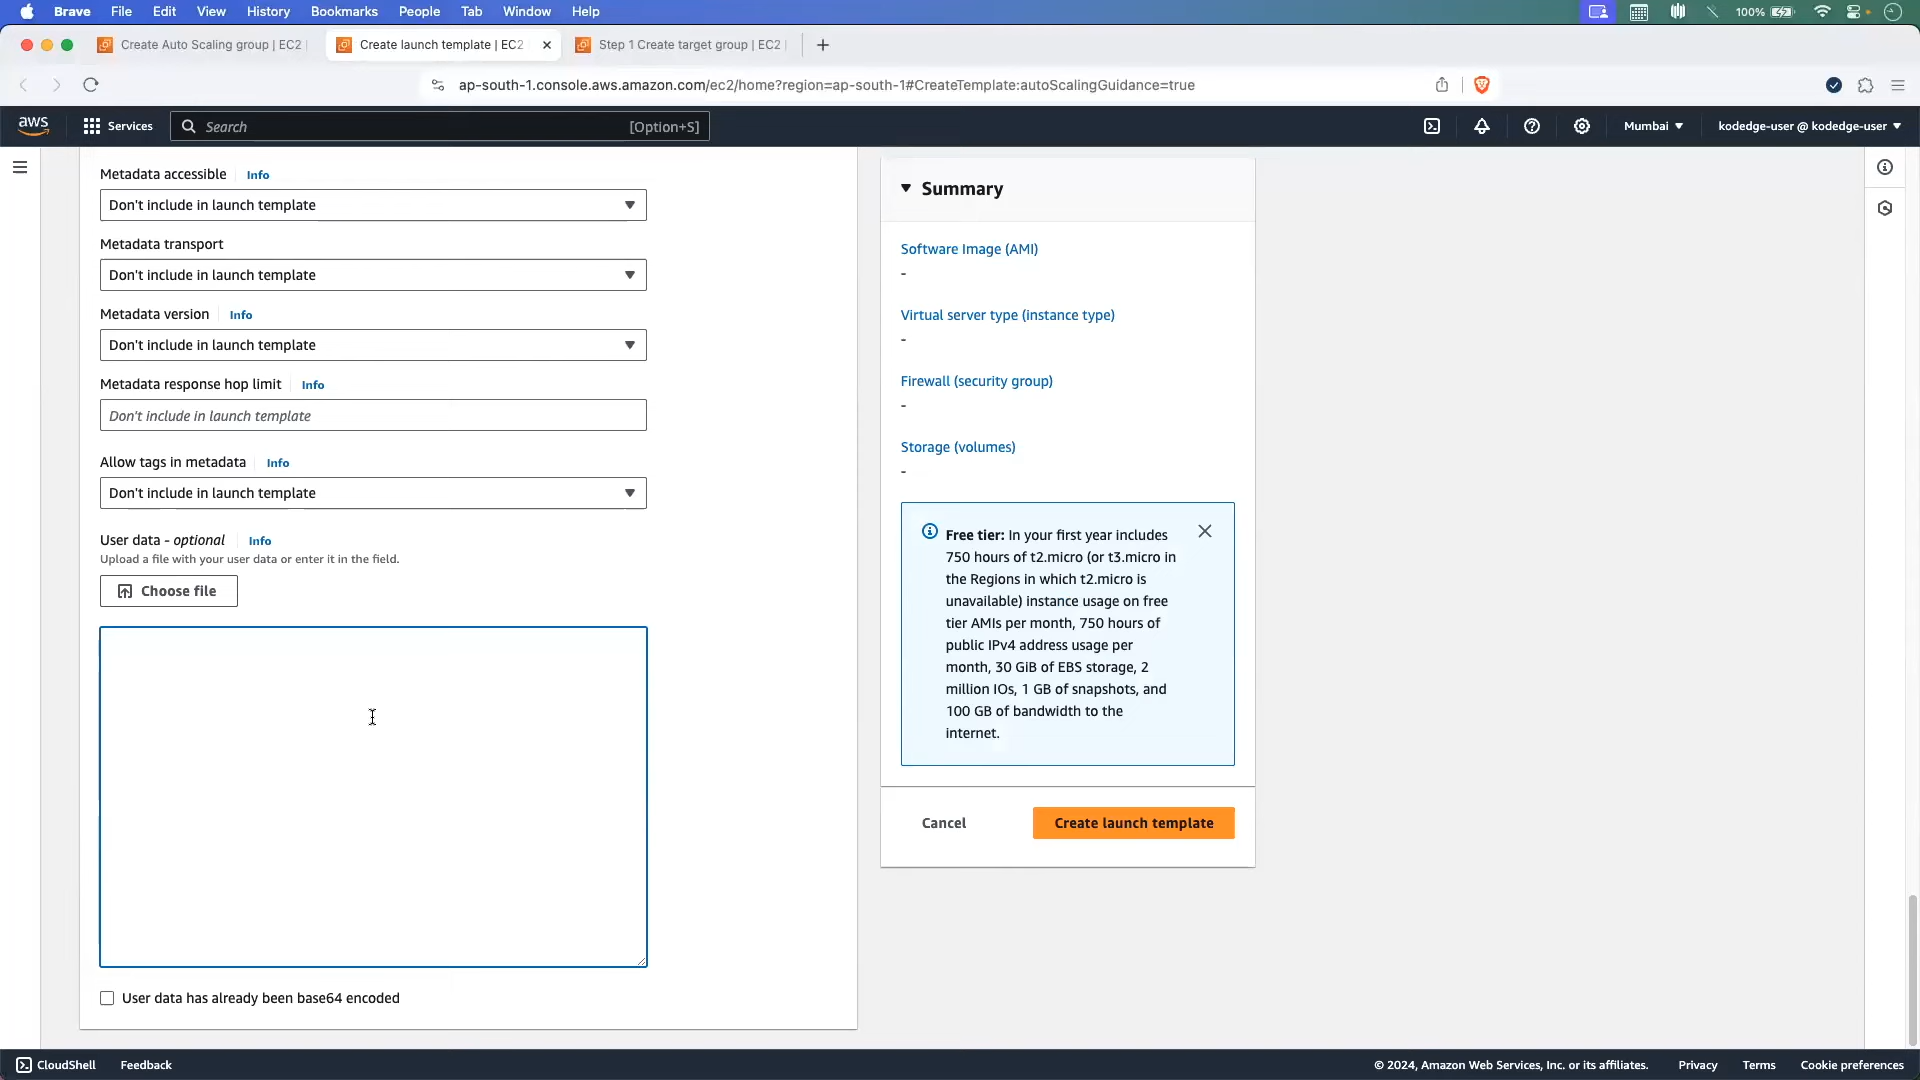 Brave File Edit View History Bookmarks People Tab Window Help 100%
Create Auto Scaling group | EC2
Create launch template | EC2
Step 1 Create target group | EC2
ap-south-1.console.aws.amazon.com/ec2/home?region=ap-south-1#CreateTemplate:autoScalingGuidance=true
aws Services Search [Option+S] Mumbai kodedge-user @ kodedge-user
Metadata accessible Info
Don't include in launch template
Metadata transport
Don't include in launch template
Metadata version Info
Don't include in launch template
Metadata response hop limit Info
Don't include in launch template
Allow tags in metadata Info
Don't include in launch template
User data - optional Info
Upload a file with your user data or enter it in the field.
Choose file
User data has already been base64 encoded
Summary
Software Image (AMI)
-
Virtual server type (instance type)
-
Firewall (security group)
-
Storage (volumes)
-
Free tier: In your first year includes
750 hours of t2.micro (or t3.micro in
the Regions in which t2.micro is
unavailable) instance usage on free
tier AMIs per month, 750 hours of
public IPv4 address usage per
month, 30 GiB of EBS storage, 2
million IOs, 1 GB of snapshots, and
100 GB of bandwidth to the
internet.
Cancel Create launch template
CloudShell Feedback © 2024, Amazon Web Services, Inc. or its affiliates. Privacy Terms Cookie preferences